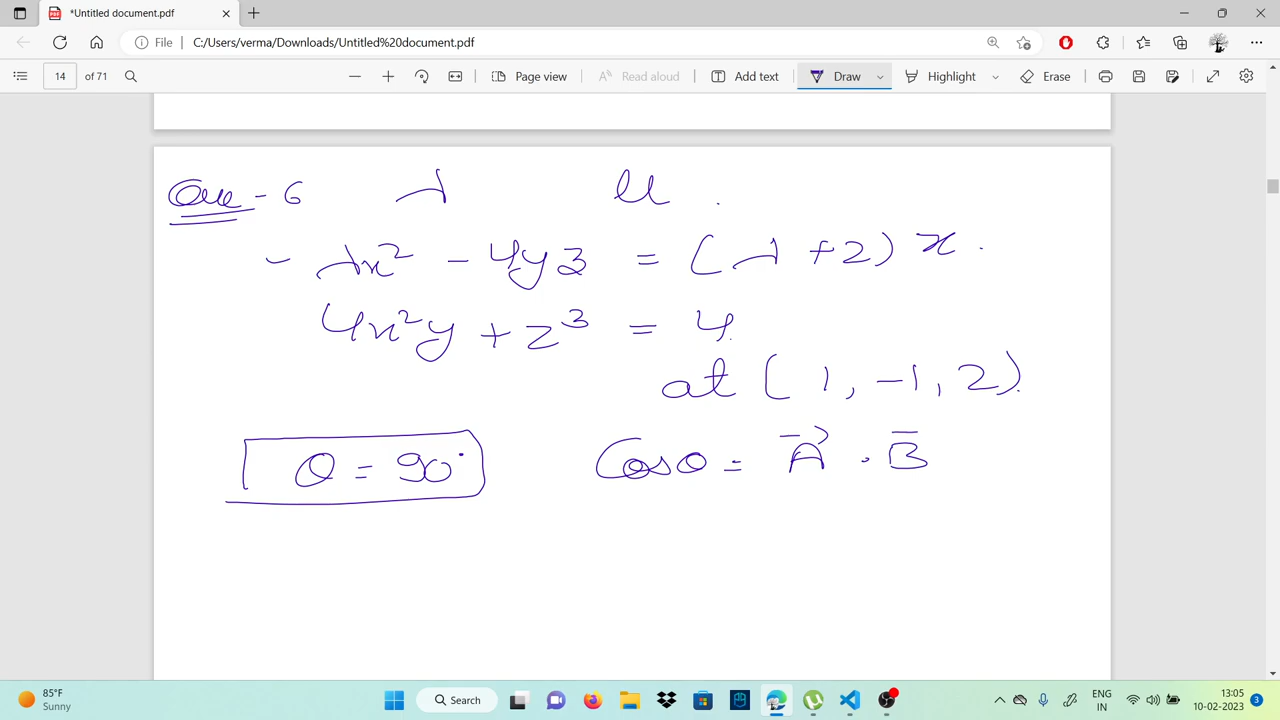 *Untitled document.pdf
File C:/Users/verma/Downloads/Untitled%20document.pdf
14 of 71 Page view Read aloud Add text Draw Highlight Erase
Que - 6 λ μ .
- λx² - 4yz = (λ + 2) x .
4x²y + z³ = 4
at ( 1, -1, 2)
θ = 90° Cosθ = A⃗ . B̅
85°F
Sunny
Search
ENG
IN
13:05
10-02-2023
3